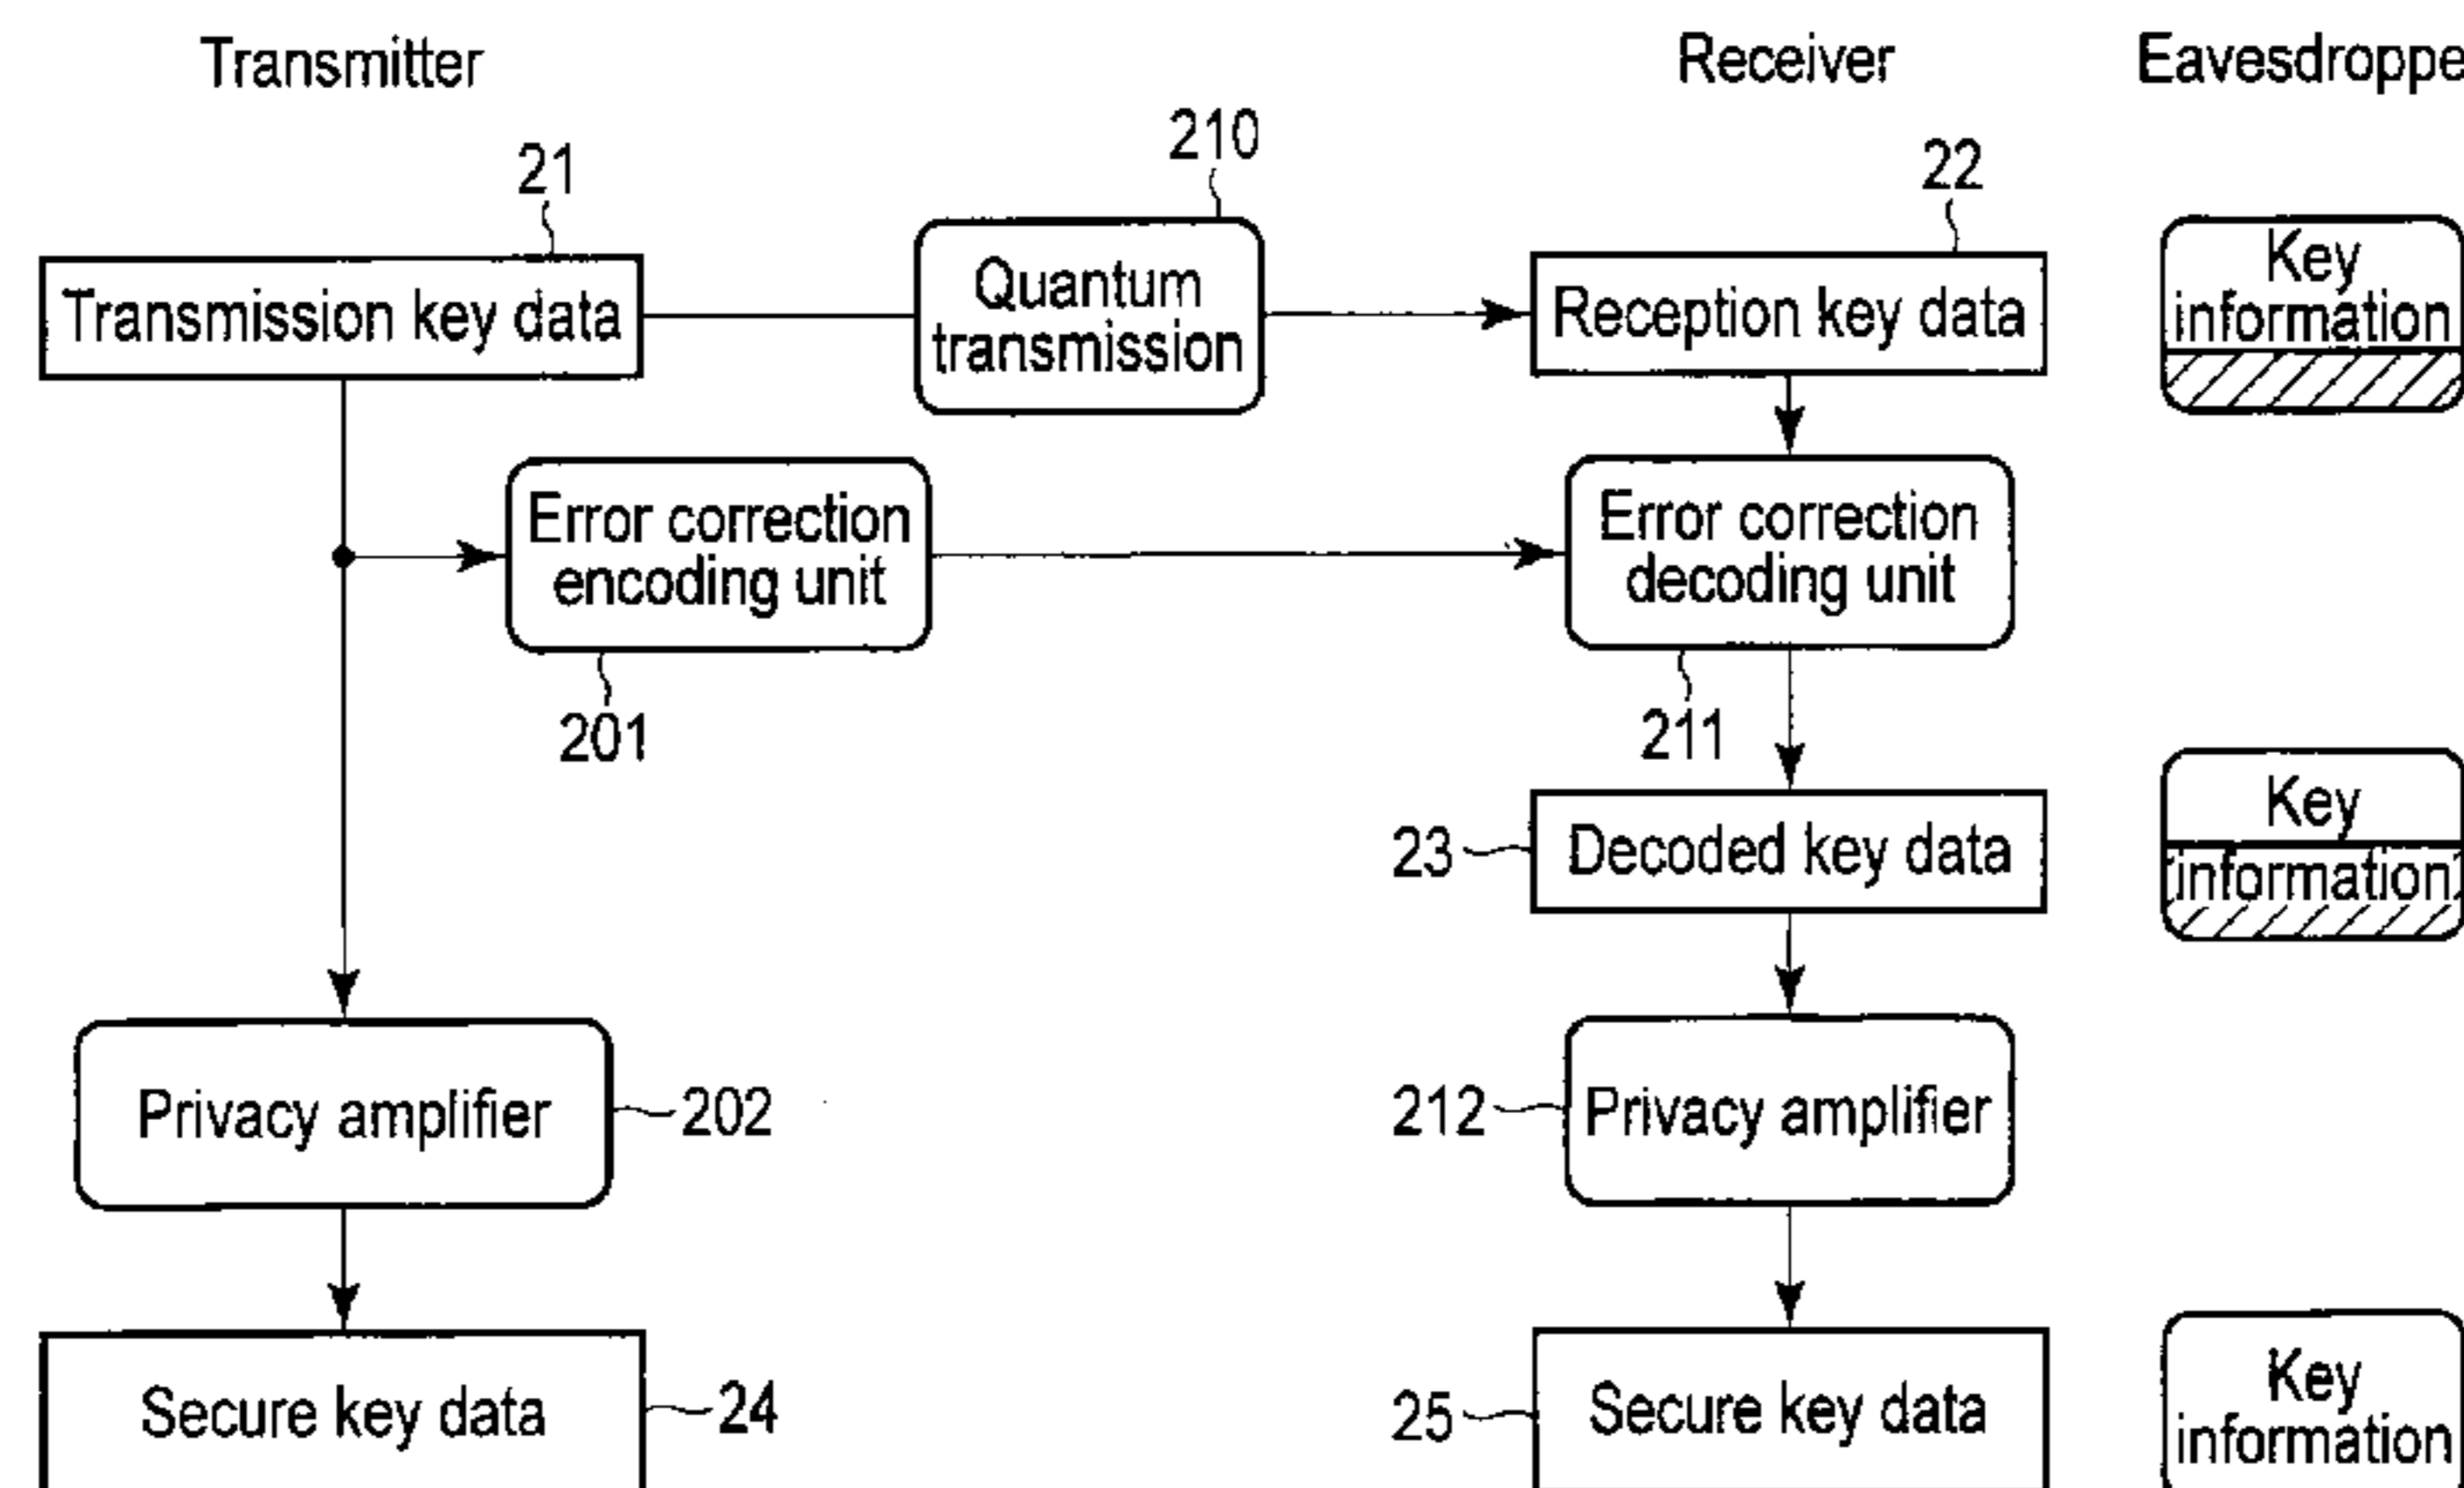 Transmitter
Receiver
Eavesdroppe
21
210
22
Transmission key data
Quantum
transmission
Reception key data
Key
information
Error correction
encoding unit
Error correction
decoding unit
201
211
23
Decoded key data
Key
information
Privacy amplifier
202
212
Privacy amplifier
Secure key data
24
25
Secure key data
Key
information